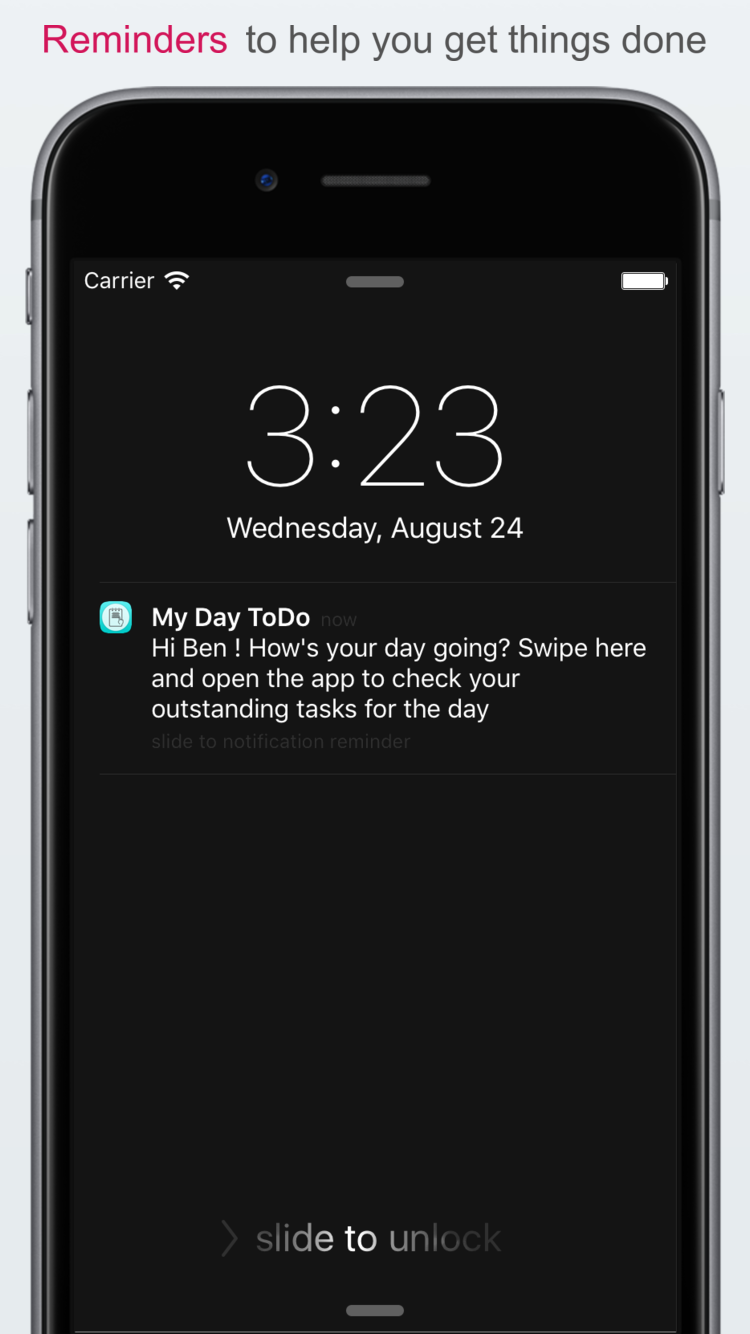 Reminders to help you get things done
Carrier
3:23
Wednesday, August 24
My Day ToDo now
Hi Ben ! How's your day going? Swipe here
and open the app to check your
outstanding tasks for the day
slide to notification reminder
slide to unlock